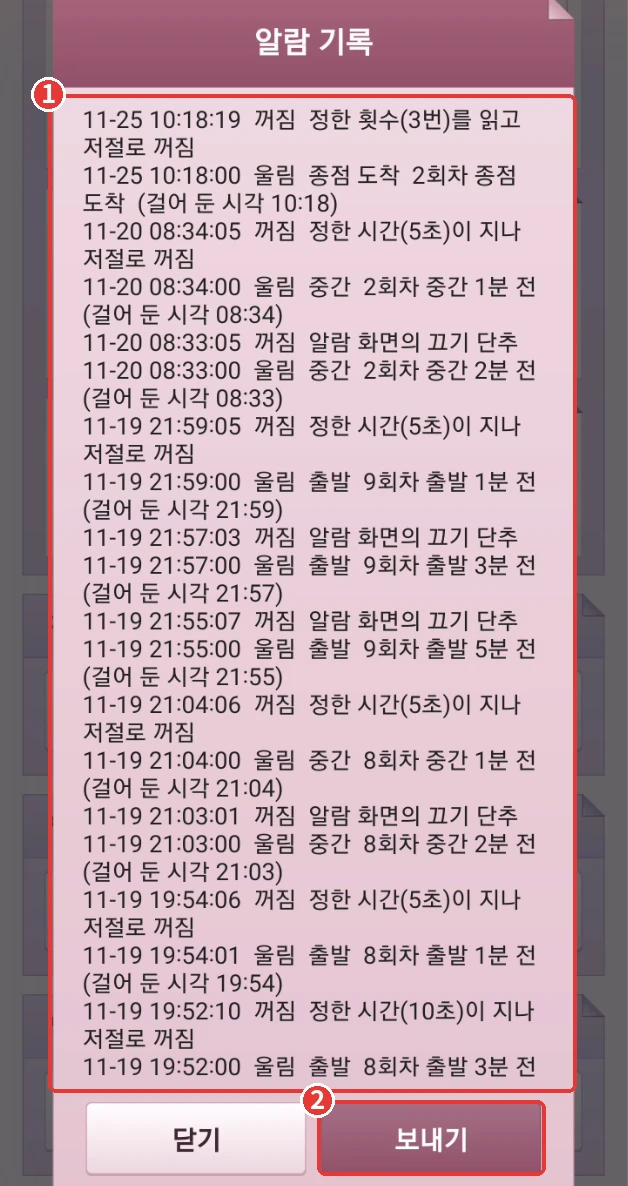 알람 기록
1
11-25 10:18:19 꺼짐 정한 횟수(3번)를 읽고
저절로 꺼짐
11-25 10:18:00 울림 종점 도착 2회차 종점
도착 (걸어 둔 시각 10:18)
11-20 08:34:05 꺼짐 정한 시간(5초)이 지나
저절로 꺼짐
11-20 08:34:00 울림 중간 2회차 중간 1분 전
(걸어 둔 시각 08:34)
11-20 08:33:05 꺼짐 알람 화면의 끄기 단추
11-20 08:33:00 울림 중간 2회차 중간 2분 전
(걸어 둔 시각 08:33)
11-19 21:59:05 꺼짐 정한 시간(5초)이 지나
저절로 꺼짐
11-19 21:59:00 울림 출발 9회차 출발 1분 전
(걸어 둔 시각 21:59)
11-19 21:57:03 꺼짐 알람 화면의 끄기 단추
11-19 21:57:00 울림 출발 9회차 출발 3분 전
(걸어 둔 시각 21:57)
11-19 21:55:07 꺼짐 알람 화면의 끄기 단추
11-19 21:55:00 울림 출발 9회차 출발 5분 전
(걸어 둔 시각 21:55)
11-19 21:04:06 꺼짐 정한 시간(5초)이 지나
저절로 꺼짐
11-19 21:04:00 울림 중간 8회차 중간 1분 전
(걸어 둔 시각 21:04)
11-19 21:03:01 꺼짐 알람 화면의 끄기 단추
11-19 21:03:00 울림 중간 8회차 중간 2분 전
(걸어 둔 시각 21:03)
11-19 19:54:06 꺼짐 정한 시간(5초)이 지나
저절로 꺼짐
11-19 19:54:01 울림 출발 8회차 출발 1분 전
(걸어 둔 시각 19:54)
11-19 19:52:10 꺼짐 정한 시간(10초)이 지나
저절로 꺼짐
11-19 19:52:00 울림 출발 8회차 출발 3분 전
2
닫기 보내기